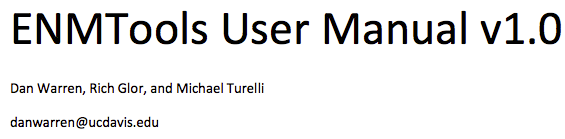 ENMTools User Manual v1.0
Dan Warren, Rich Glor, and Michael Turelli
danwarren@ucdavis.edu